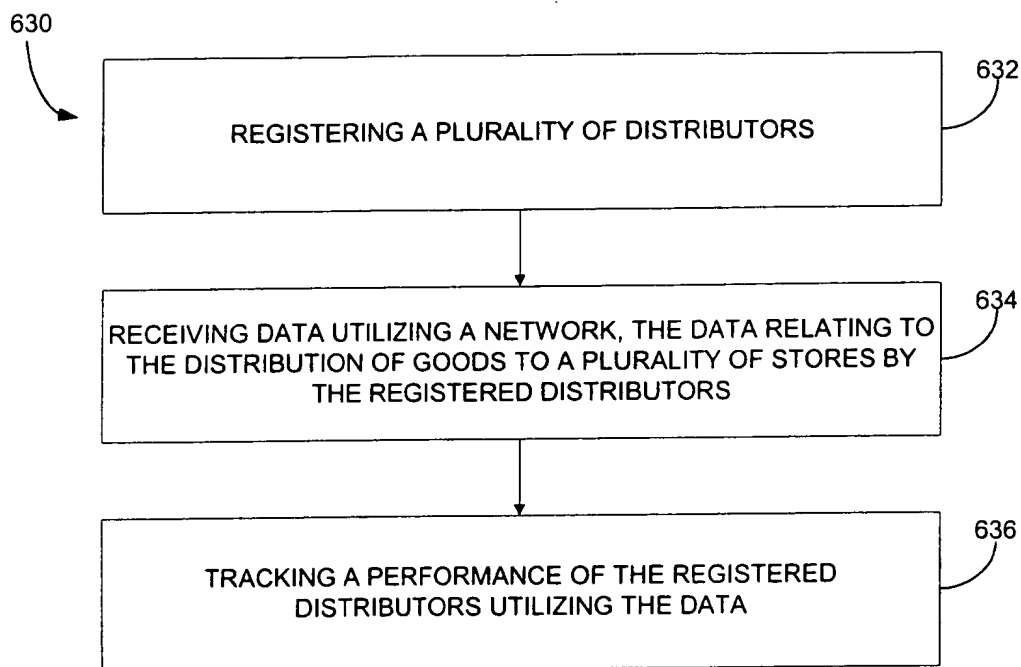 630
632
REGISTERING A PLURALITY OF DISTRIBUTORS
634
RECEIVING DATA UTILIZING A NETWORK, THE DATA RELATING TO
THE DISTRIBUTION OF GOODS TO A PLURALITY OF STORES BY
THE REGISTERED DISTRIBUTORS
636
TRACKING A PERFORMANCE OF THE REGISTERED
DISTRIBUTORS UTILIZING THE DATA